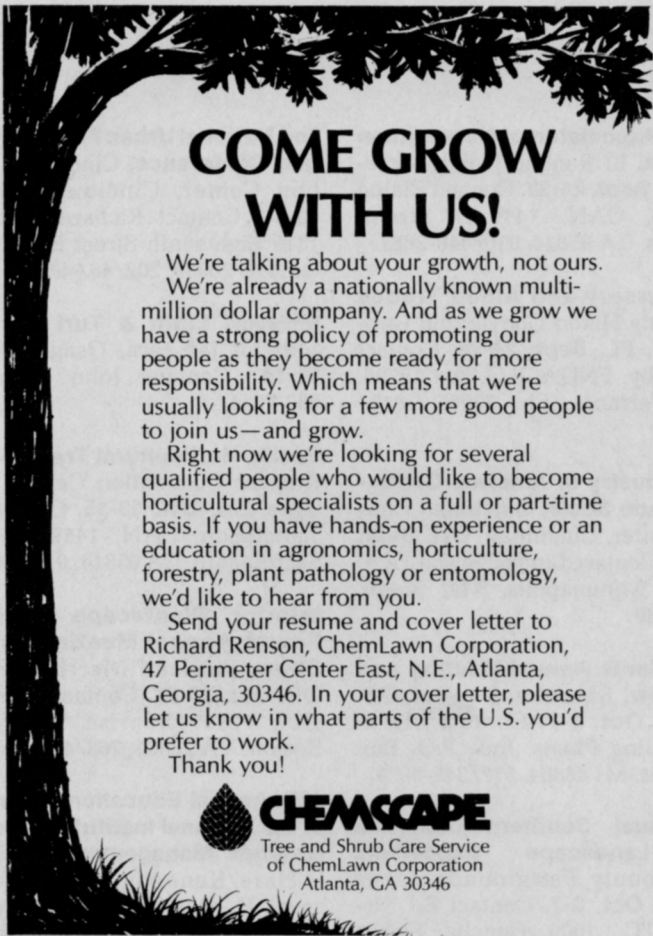 COME GROW
WITH US!
We're talking about your growth, not ours.
We're already a nationally known multi-
million dollar company. And as we grow we
have a strong policy of promoting our
people as they become ready for more
responsibility. Which means that we're
usually looking for a few more good people
to join us—and grow.
Right now we're looking for several
qualified people who would like to become
horticultural specialists on a full or part-time
basis. If you have hands-on experience or an
education in agronomics, horticulture,
forestry, plant pathology or entomology,
we'd like to hear from you.
Send your resume and cover letter to
Richard Renson, ChemLawn Corporation,
47 Perimeter Center East, N.E., Atlanta,
Georgia, 30346. In your cover letter, please
let us know in what parts of the U.S. you'd
prefer to work.
Thank you!
CHEMSCAPE
Tree and Shrub Care Service
of ChemLawn Corporation
Atlanta, GA 30346